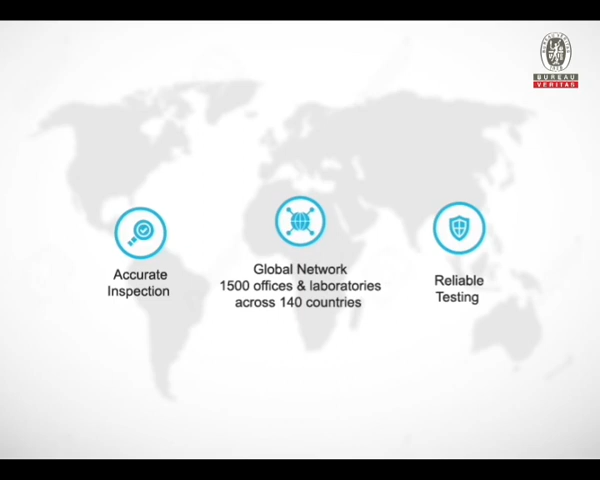 BUREAU
VERITAS
Accurate
Inspection
Global Network
1500 offices & laboratories
across 140 countries
Reliable
Testing